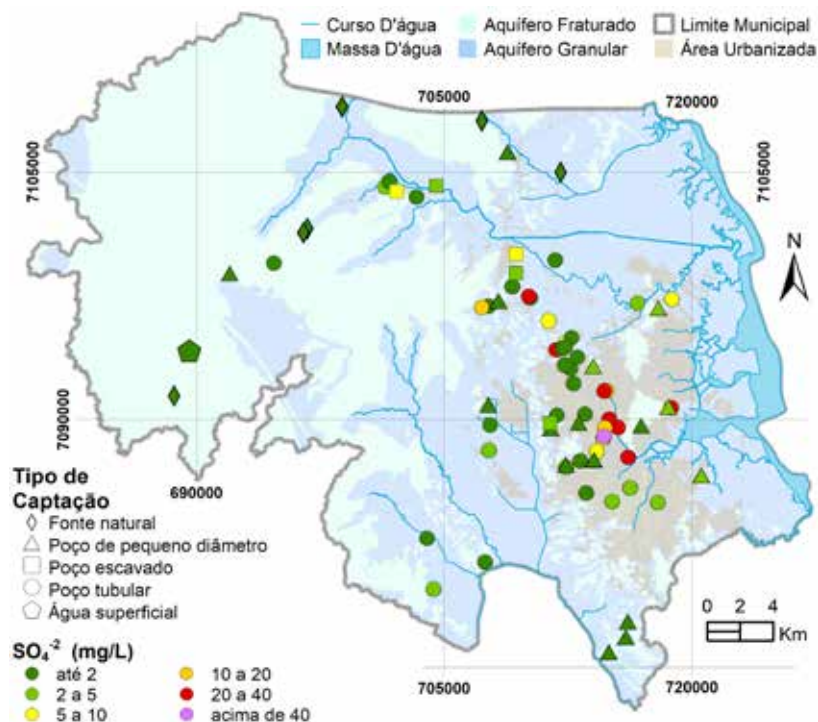 Curso D'água
Aquífero Fraturado
Limite Municipal
Massa D'água
Aquífero Granular
Área Urbanizada
705000
720000
7105000
7105000
N
7090000
7090000
690000
Tipo de
Captação
Fonte natural
Poço de pequeno diâmetro
Poço escavado
Poço tubular
Água superficial
0 2 4
Km
SO₄⁻² (mg/L)
até 2
10 a 20
2 a 5
20 a 40
5 a 10
acima de 40
705000
720000